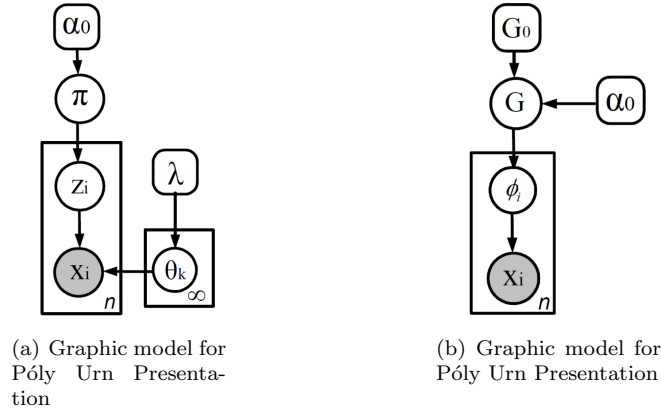 α₀
π
zᵢ
λ
xᵢ
θₖ
n
∞
(a) Graphic model for
Póly Urn Presenta-
tion
G₀
G
α₀
ϕᵢ
xᵢ
n
(b) Graphic model for
Póly Urn Presentation